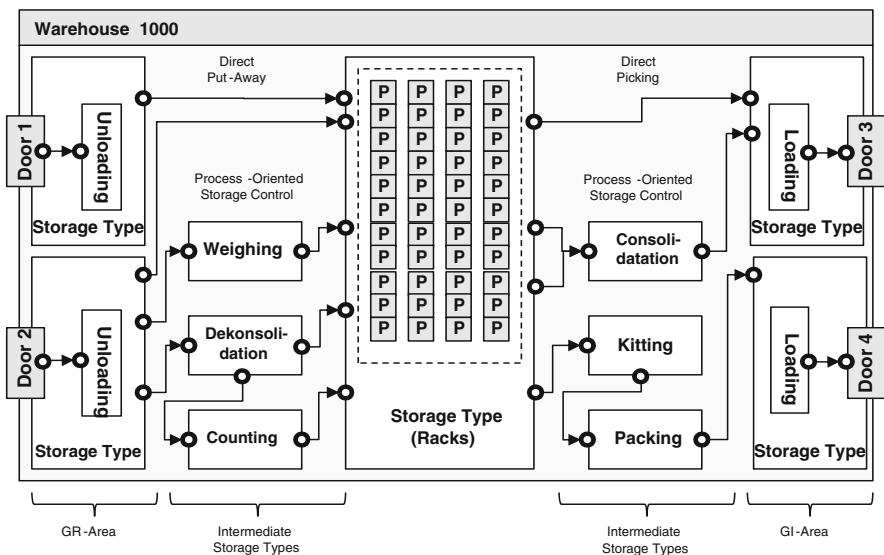 Warehouse 1000
Direct
Put-Away
Direct
Picking
Door 1
Unloading
Storage Type
Process-Oriented
Storage Control
Weighing
Door 2
Unloading
Storage Type
Dekonsoli-
dation
Counting
P P P P
P P P P
P P P P
P P P P
P P P P
P P P P
P P P P
P P P P
P P P P
P P P P
P P P P
Storage Type
(Racks)
Process-Oriented
Storage Control
Consoli-
datation
Kitting
Packing
Loading
Door 3
Storage Type
Loading
Door 4
Storage Type
GR-Area
Intermediate
Storage Types
Intermediate
Storage Types
GI-Area